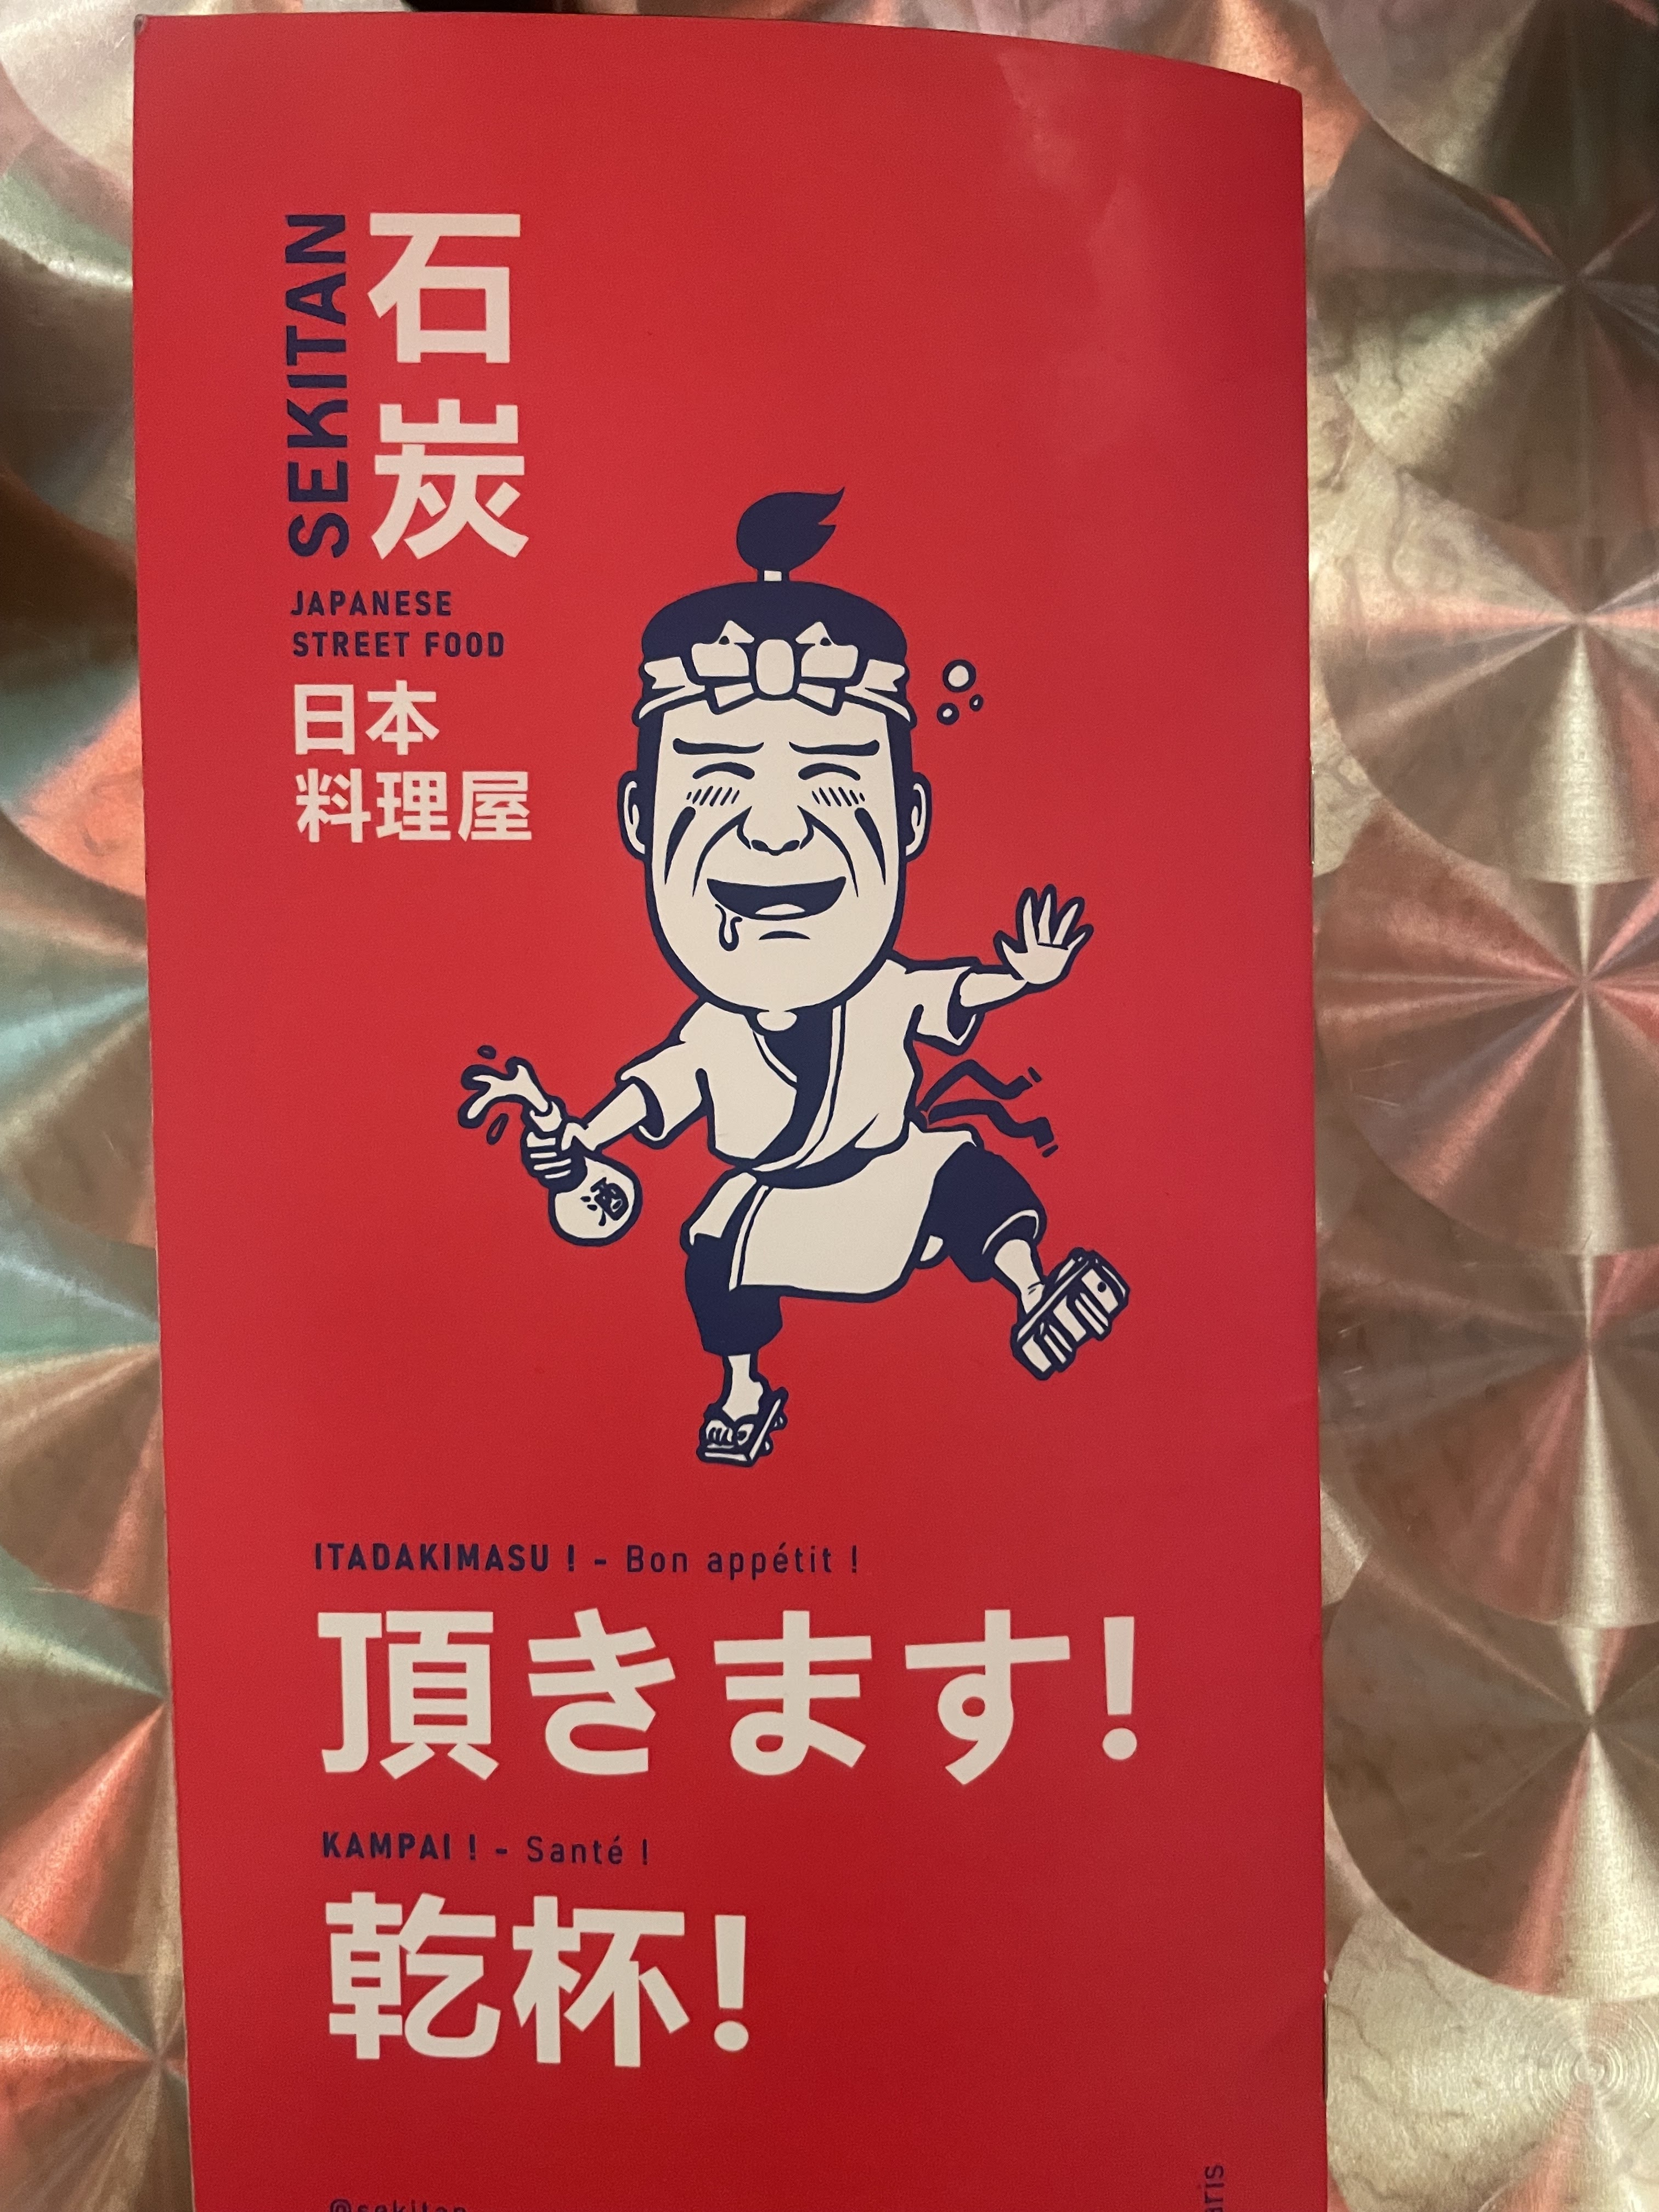 SEKITAN
石炭
JAPANESE
STREET FOOD
日本
料理屋
酒
ITADAKIMASU ! - Bon appétit !
頂きます!
KAMPAI ! - Santé !
乾杯!
@sekitan